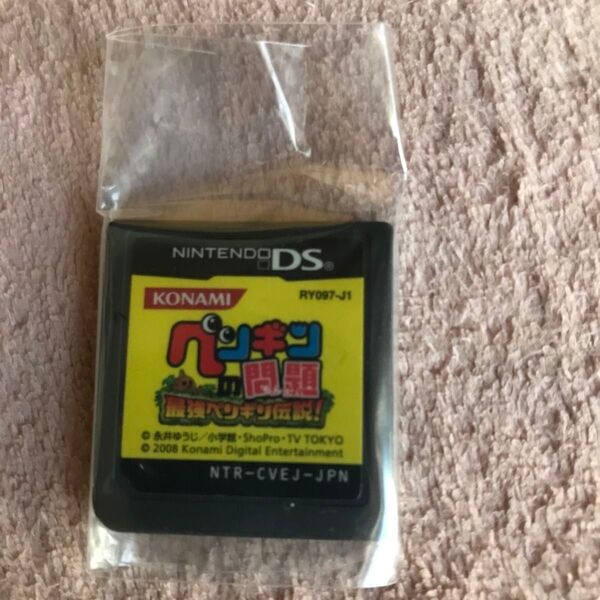 NINTENDO DS®
KONAMI
RY097-J1
ペンギン
の問題
最強ペンギン伝説!
© 永井ゆうじ/小学館・ShoPro・TV TOKYO
© 2008 Konami Digital Entertainment
NTR-CVEJ-JPN